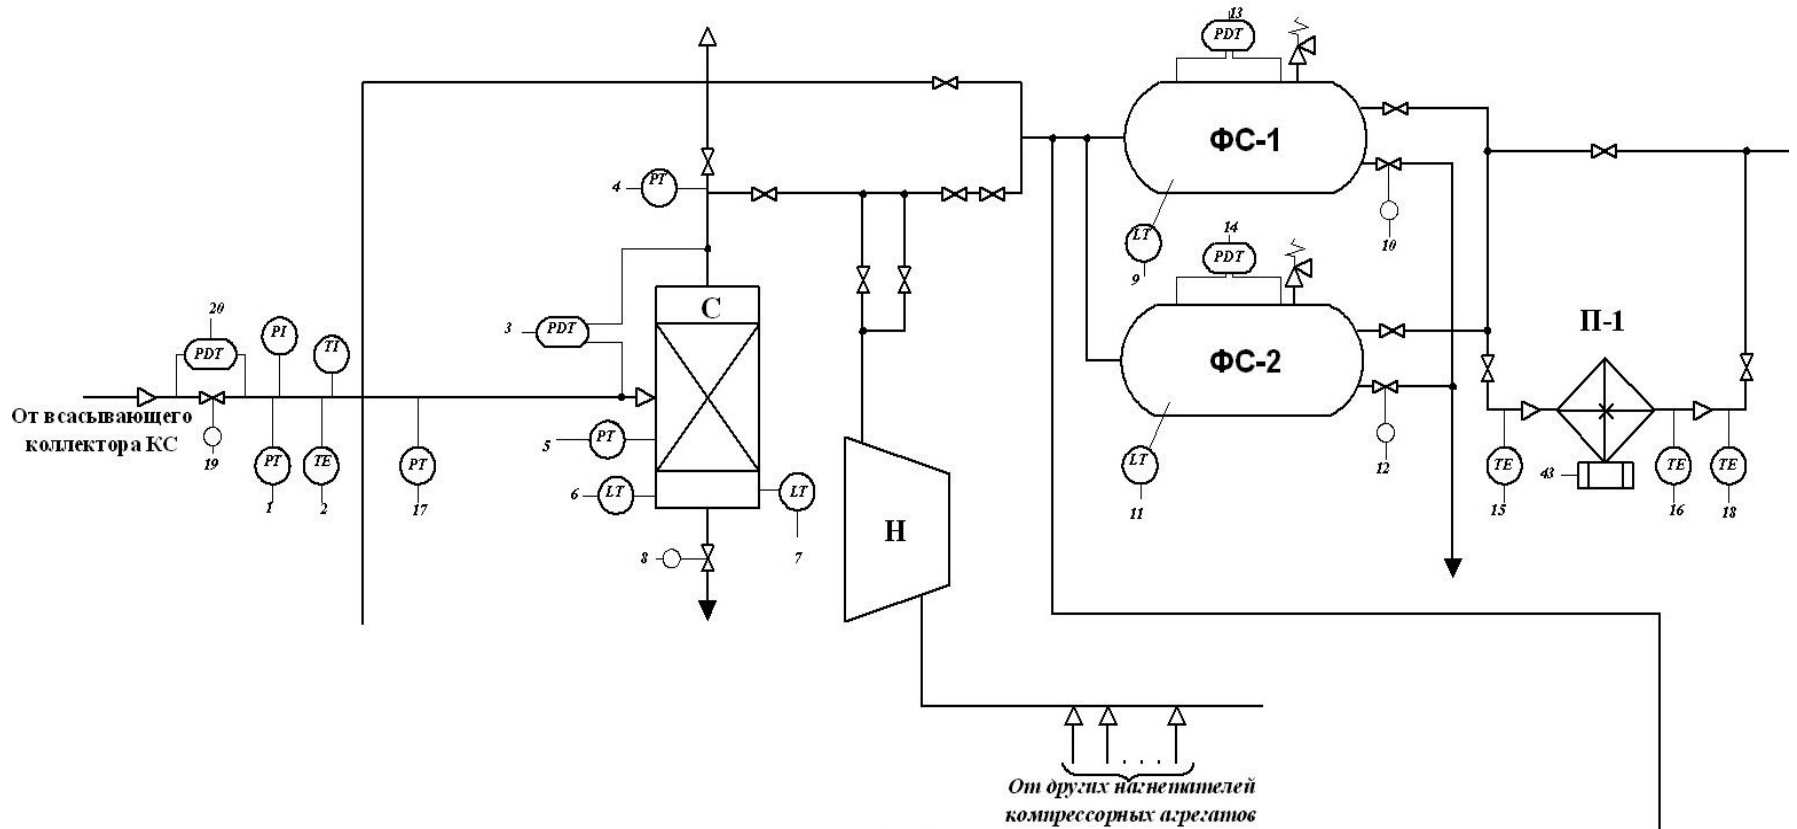 13
PDT
ФС-1
4
PT
LT
10
9
14
PDT
С
20
PDT
PI
TI
3
PDT
ФС-2
П-1
От всасывающего
коллектора КС
19
PT
1
TE
2
PT
17
5
PT
6
LT
LT
7
8
Н
LT
11
12
TE
15
43
TE
16
TE
18
. . . .
От других нагнетателей
компрессорных агрегатов